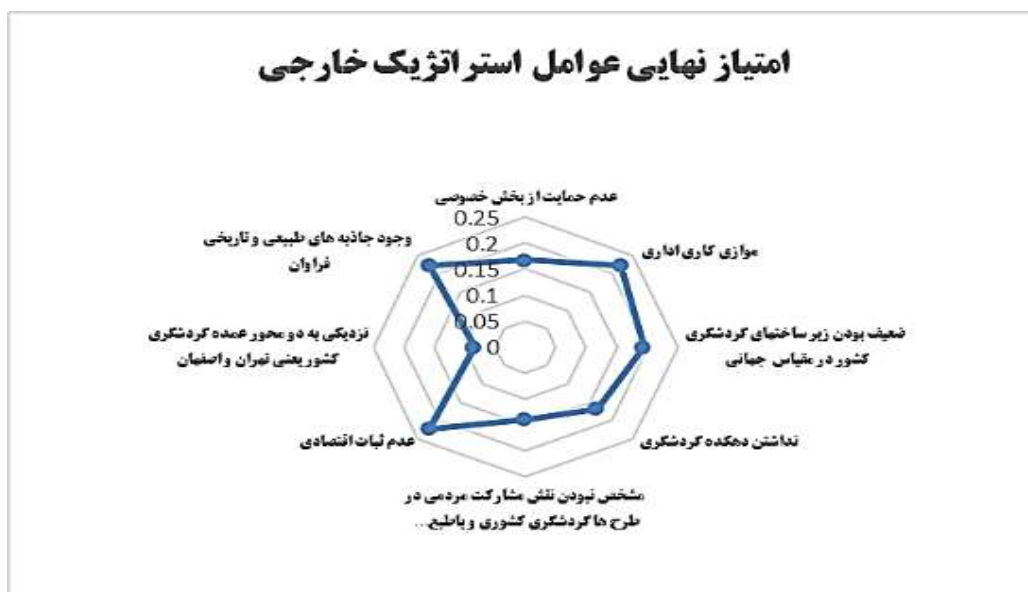 امتیاز نهایی عوامل استراتژیک خارجی
عدم حمایت از بخش خصوصی
0.25
0.2
0.15
0.1
0.05
0
موازی کاری اداری
ضعیف بودن زیر ساختهای گردشگری
کشور در مقیاس جهانی
نداشتن دهکده گردشگری
مشخص نبودن نقش مشارکت مردمی در
طرح ها گردشگری کشوری و باطبع...
عدم ثبات اقتصادی
نزدیکی به دو محور عمده گردشگری
کشور یعنی تهران و اصفهان
وجود جاذبه های طبیعی و تاریخی
فراوان